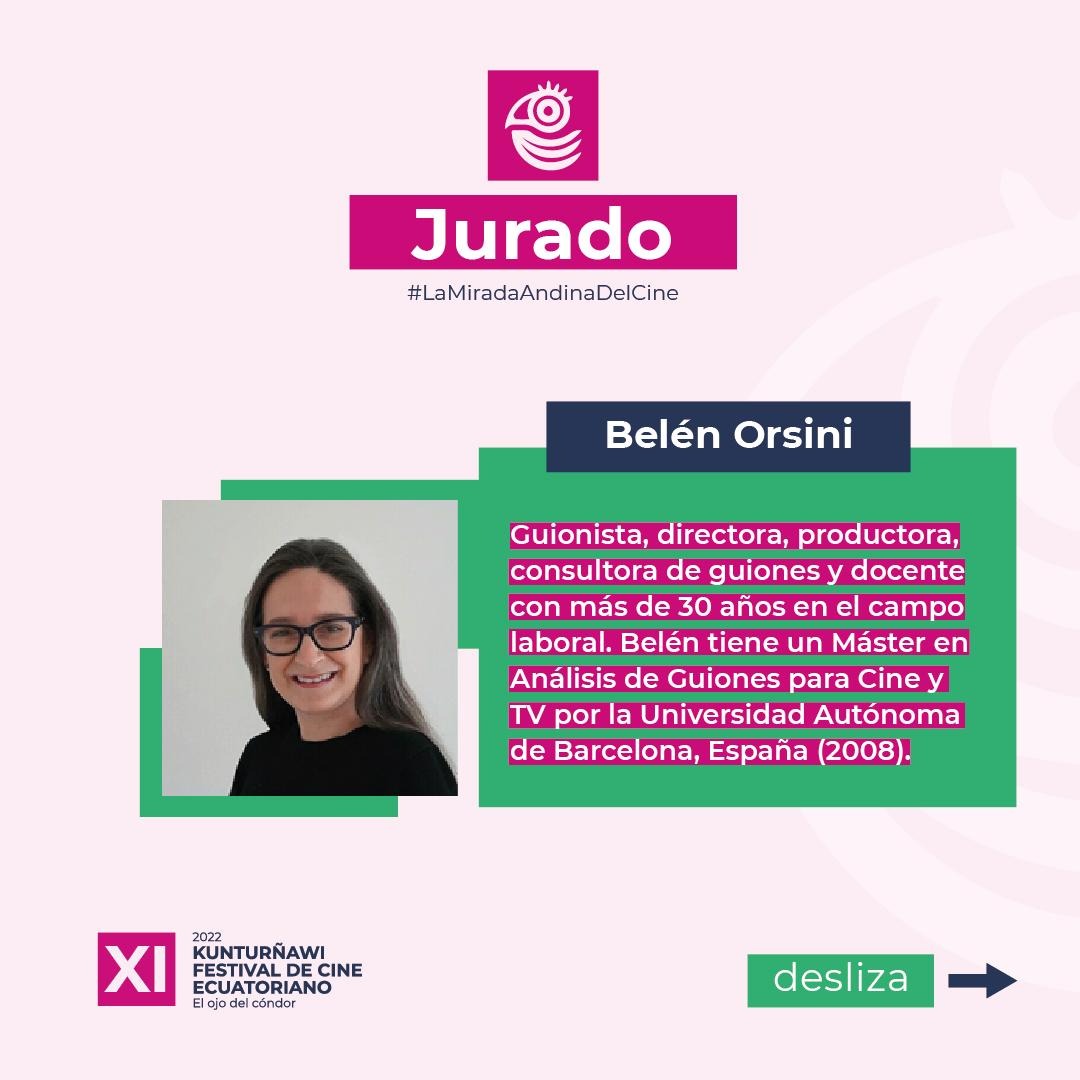 Jurado
#LaMiradaAndinaDelCine
Belén Orsini
Guionista, directora, productora,
consultora de guiones y docente
con más de 30 años en el campo
laboral. Belén tiene un Máster en
Análisis de Guiones para Cine y
TV por la Universidad Autónoma
de Barcelona, España (2008).
XI
2022
KUNTURÑAWI
FESTIVAL DE CINE
ECUATORIANO
El ojo del cóndor
desliza